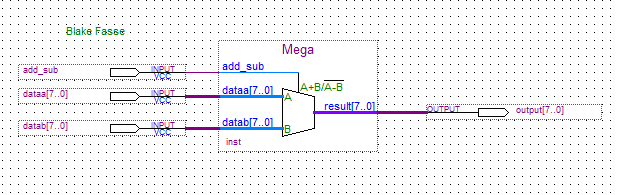 Blake Fasse
Mega
add_sub INPUT VCC add_sub
A+B/A-B
dataa[7..0] INPUT VCC dataa[7..0] A
result[7..0] OUTPUT output[7..0]
datab[7..0] INPUT VCC datab[7..0] B
inst